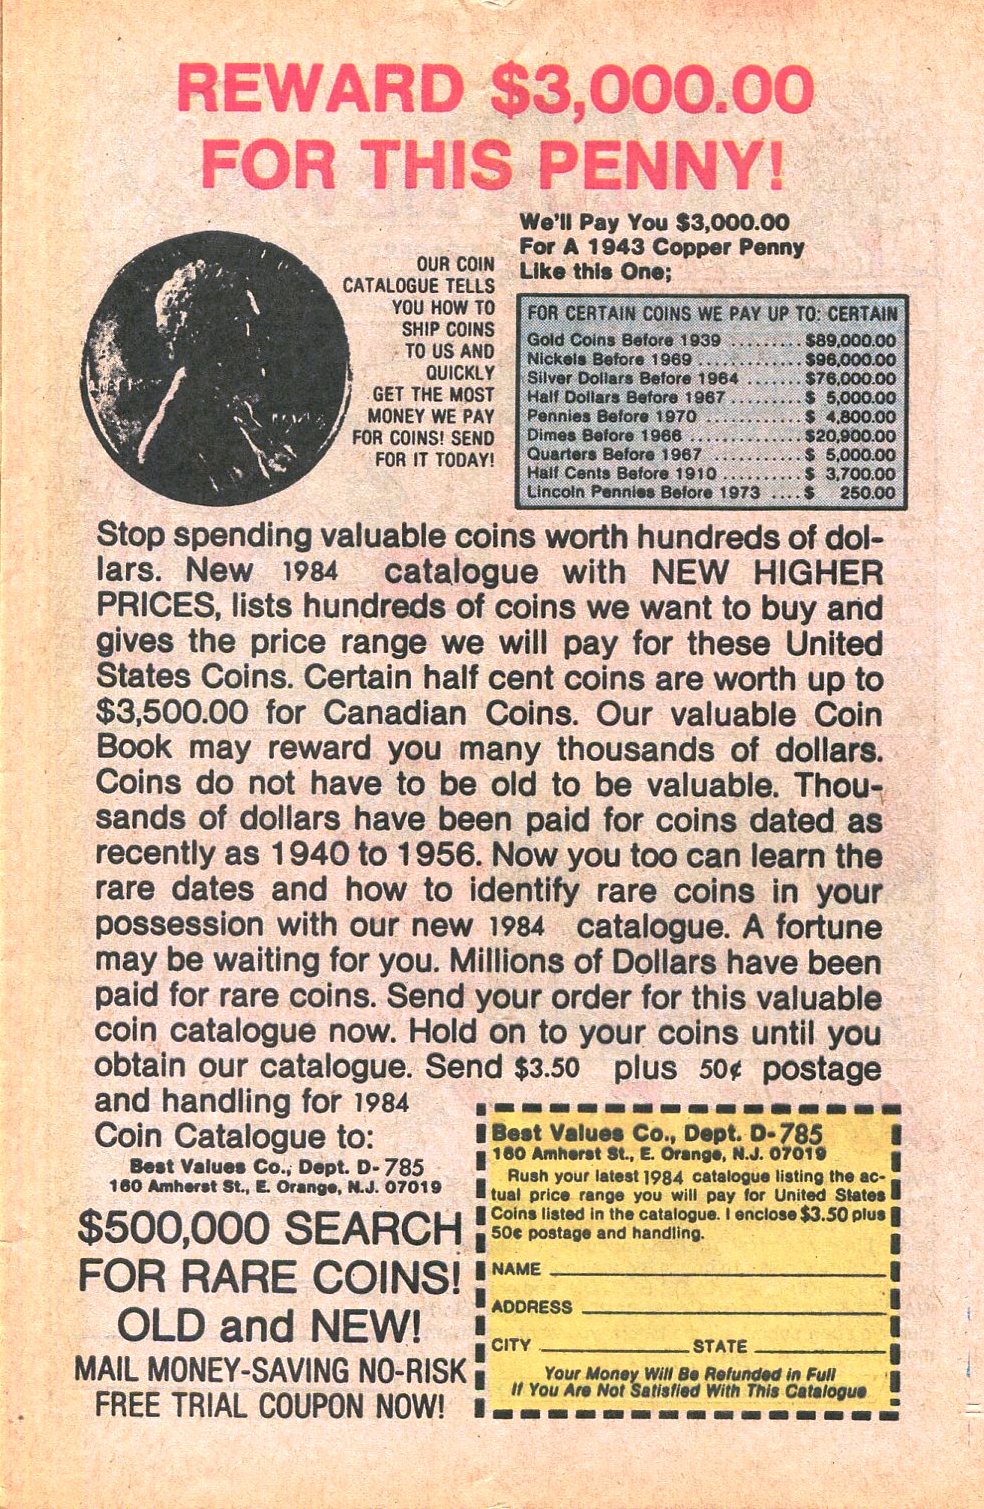 REWARD $3,000.00
FOR THIS PENNY!
We'll Pay You $3,000.00
For A 1943 Copper Penny
Like this One;
OUR COIN
CATALOGUE TELLS
YOU HOW TO
SHIP COINS
TO US AND
QUICKLY
GET THE MOST
MONEY WE PAY
FOR COINS! SEND
FOR IT TODAY!
FOR CERTAIN COINS WE PAY UP TO: CERTAIN
Gold Coins Before 1939 ......... $89,000.00
Nickels Before 1969 ............ $96,000.00
Silver Dollars Before 1964 ....... $76,000.00
Half Dollars Before 1967 ......... $ 5,000.00
Pennies Before 1970 ............ $ 4,800.00
Dimes Before 1966 ............. $20,900.00
Quarters Before 1967 ........... $ 5,000.00
Half Cents Before 1910 .......... $ 3,700.00
Lincoln Pennies Before 1973 .... $ 250.00
Stop spending valuable coins worth hundreds of dol-
lars. New 1984 catalogue with NEW HIGHER
PRICES, lists hundreds of coins we want to buy and
gives the price range we will pay for these United
States Coins. Certain half cent coins are worth up to
$3,500.00 for Canadian Coins. Our valuable Coin
Book may reward you many thousands of dollars.
Coins do not have to be old to be valuable. Thou-
sands of dollars have been paid for coins dated as
recently as 1940 to 1956. Now you too can learn the
rare dates and how to identify rare coins in your
possession with our new 1984 catalogue. A fortune
may be waiting for you. Millions of Dollars have been
paid for rare coins. Send your order for this valuable
coin catalogue now. Hold on to your coins until you
obtain our catalogue. Send $3.50 plus 50¢ postage
and handling for 1984
Coin Catalogue to:
Best Values Co., Dept. D-785
160 Amherst St., E. Orange, N.J. 07019
$500,000 SEARCH
FOR RARE COINS!
OLD and NEW!
MAIL MONEY-SAVING NO-RISK
FREE TRIAL COUPON NOW!
Best Values Co., Dept. D-785
160 Amherst St., E. Orange, N.J. 07019
Rush your latest 1984 catalogue listing the ac-
tual price range you will pay for United States
Coins listed in the catalogue. I enclose $3.50 plus
50¢ postage and handling.
NAME
ADDRESS
CITY STATE
Your Money Will Be Refunded in Full
If You Are Not Satisfied With This Catalogue